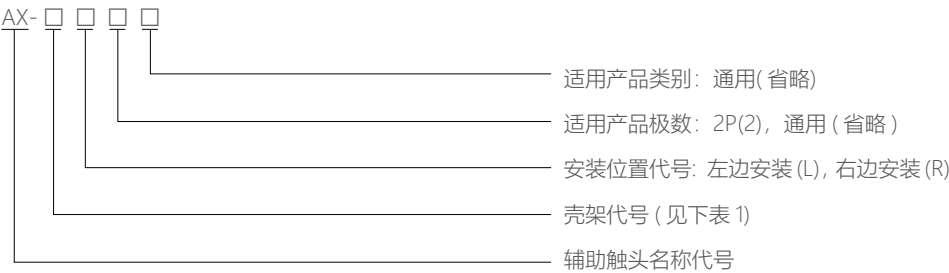 AX-□ □ □ □
适用产品类别：通用( 省略)
适用产品极数：2P(2)，通用 ( 省略 )
安装位置代号: 左边安装 (L), 右边安装 (R)
壳架代号 ( 见下表 1)
辅助触头名称代号